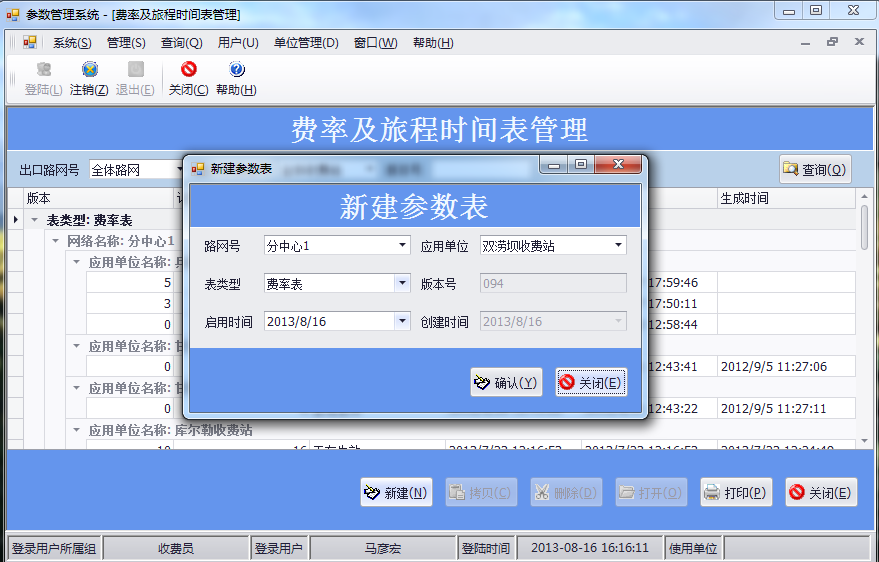 参数管理系统 - [费率及旅程时间表管理]
系统(S) 管理(S) 查询(Q) 用户(U) 单位管理(D) 窗口(W) 帮助(H)
登陆(L) 注销(Z) 退出(E) 关闭(C) 帮助(H)
费率及旅程时间表管理
出口路网号 全体路网 查询(Q)
版本 生成时间
表类型: 费率表
网络名称: 分中心1
应用单位名称:
5 17:59:46
3 17:50:11
0 12:58:44
应用单位名称:
0 12:43:41 2012/9/5 11:27:06
应用单位名称:
0 12:43:22 2012/9/5 11:27:11
应用单位名称: 库尔勒收费站
新建参数表
新建参数表
路网号 分中心1 应用单位 双涝坝收费站
表类型 费率表 版本号 094
启用时间 2013/8/16 创建时间 2013/8/16
确认(Y) 关闭(E)
新建(N) 拷贝(C) 删除(D) 打开(O) 打印(P) 关闭(E)
登录用户所属组 收费员 登录用户 马彦宏 登陆时间 2013-08-16 16:16:11 使用单位